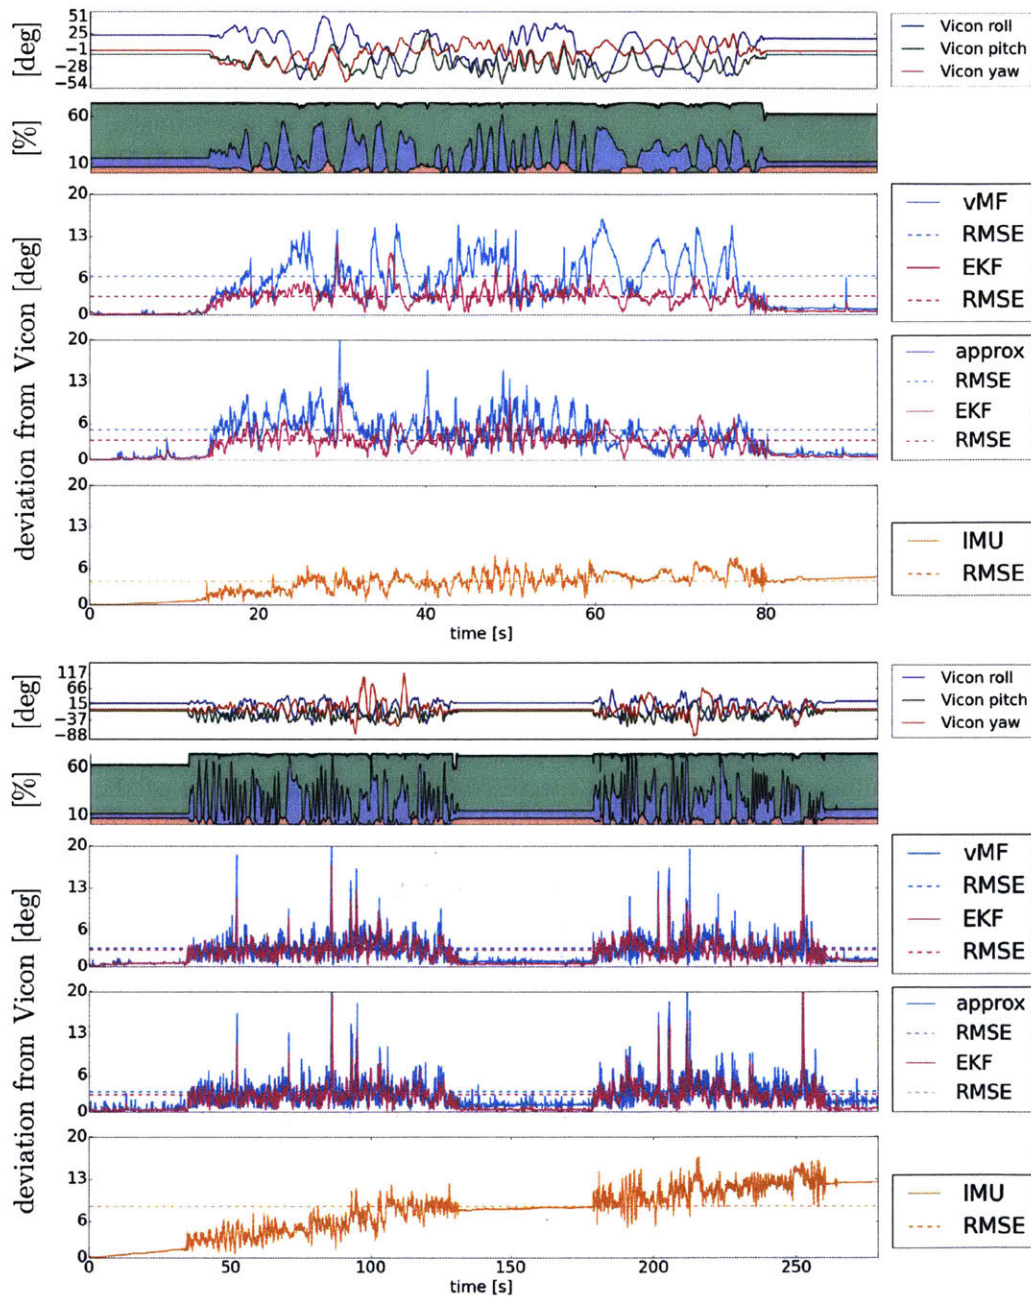 [deg]
51
25
−1
−28
−54
Vicon roll
Vicon pitch
Vicon yaw
[%]
60
10
deviation from Vicon [deg]
20
13
6
0
vMF
RMSE
EKF
RMSE
20
13
6
0
approx
RMSE
EKF
RMSE
20
13
6
0
IMU
RMSE
0 20 40 60 80
time [s]
[deg]
117
66
15
−37
−88
Vicon roll
Vicon pitch
Vicon yaw
[%]
60
10
deviation from Vicon [deg]
20
13
6
0
vMF
RMSE
EKF
RMSE
20
13
6
0
approx
RMSE
EKF
RMSE
20
13
6
0
IMU
RMSE
0 50 100 150 200 250
time [s]